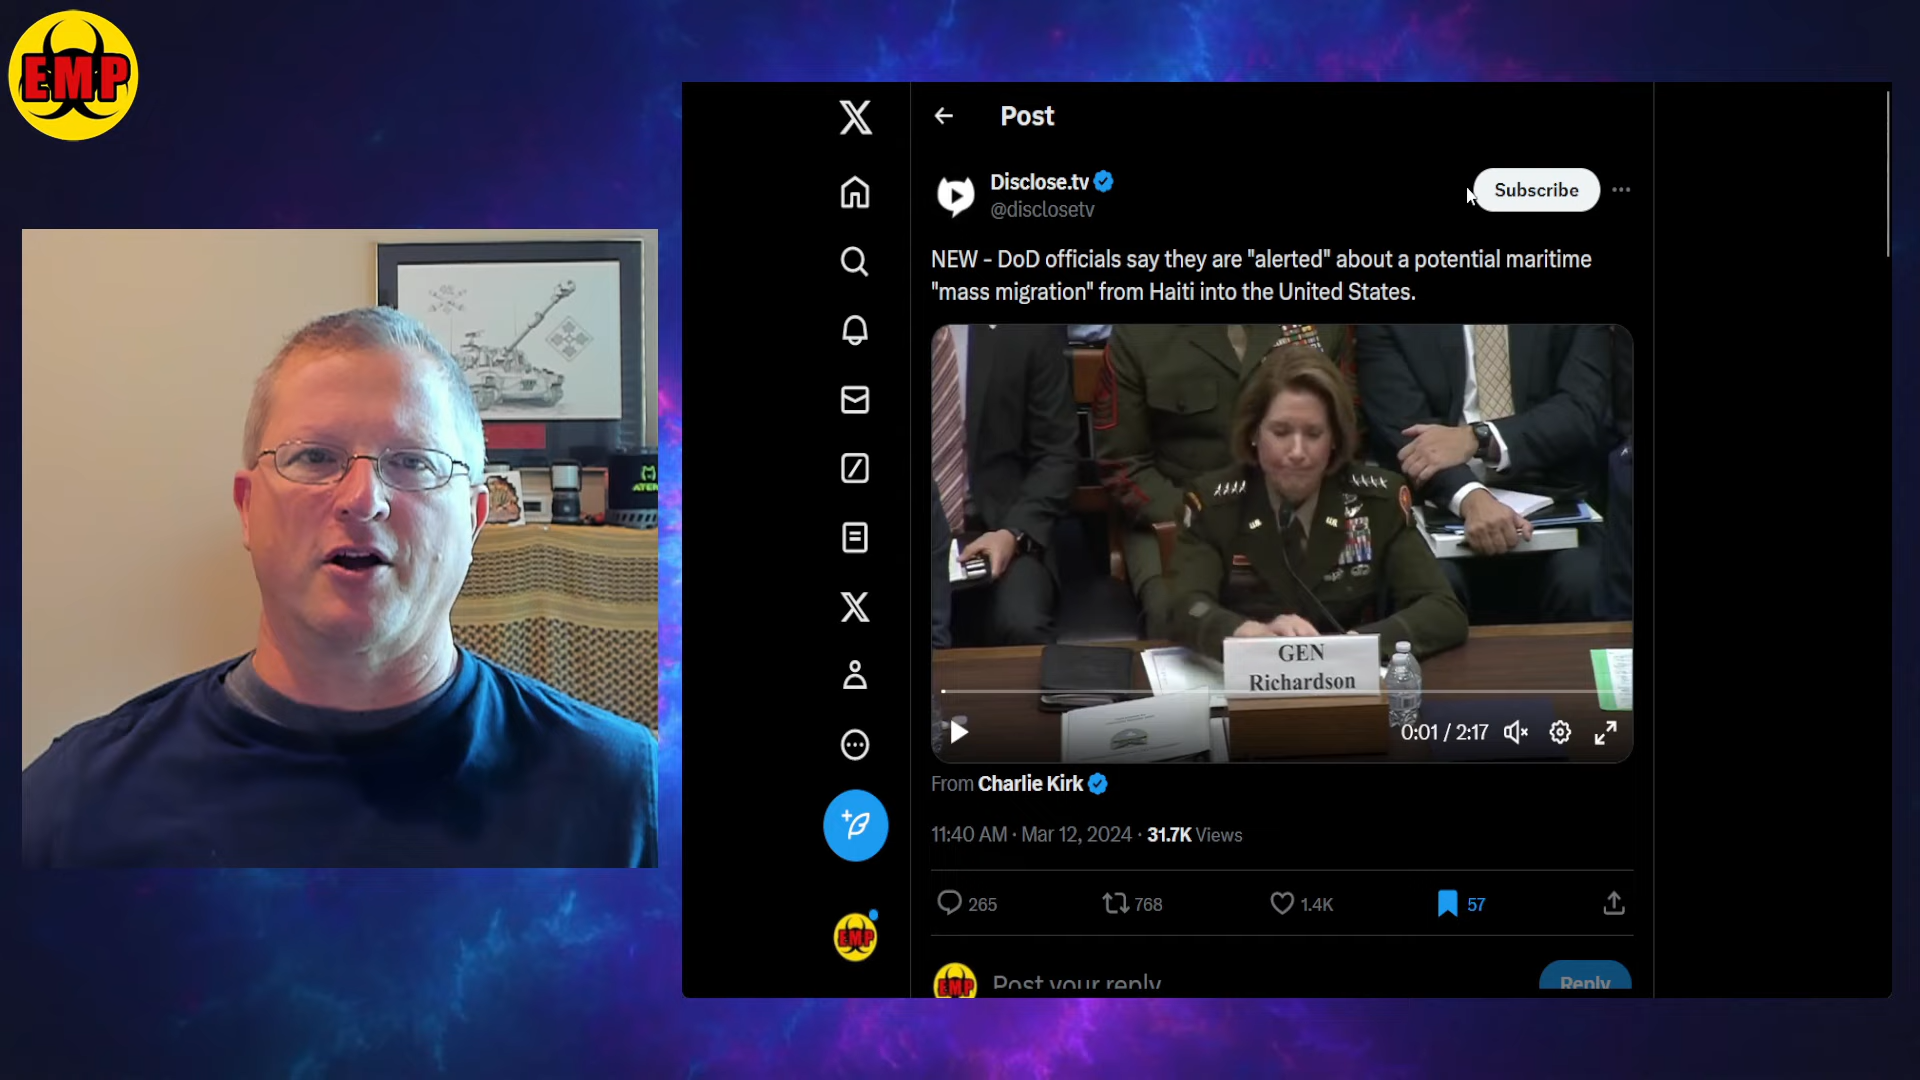 EMP
Post
Disclose.tv
@disclosetv
Subscribe
NEW - DoD officials say they are "alerted" about a potential maritime
"mass migration" from Haiti into the United States.
GEN
Richardson
0:01 / 2:17
From Charlie Kirk
11:40 AM · Mar 12, 2024 · 31.7K Views
265
768
1.4K
57
EMP
EMP
Post your reply
Reply